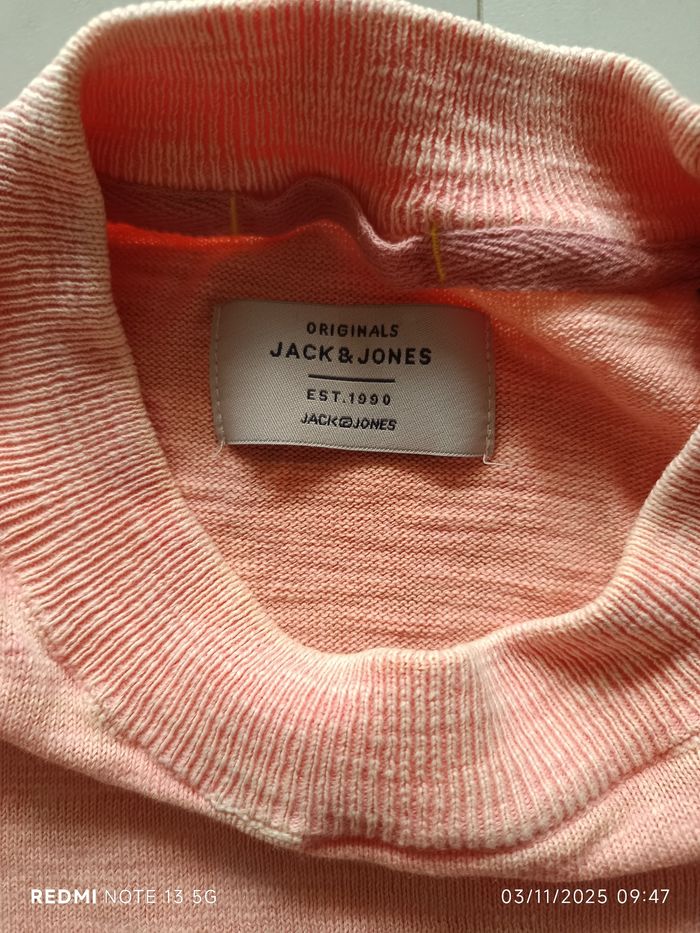 ORIGINALS
JACK & JONES
EST.1990
JACK JONES
REDMI NOTE 13 5G
03/11/2025 09:47